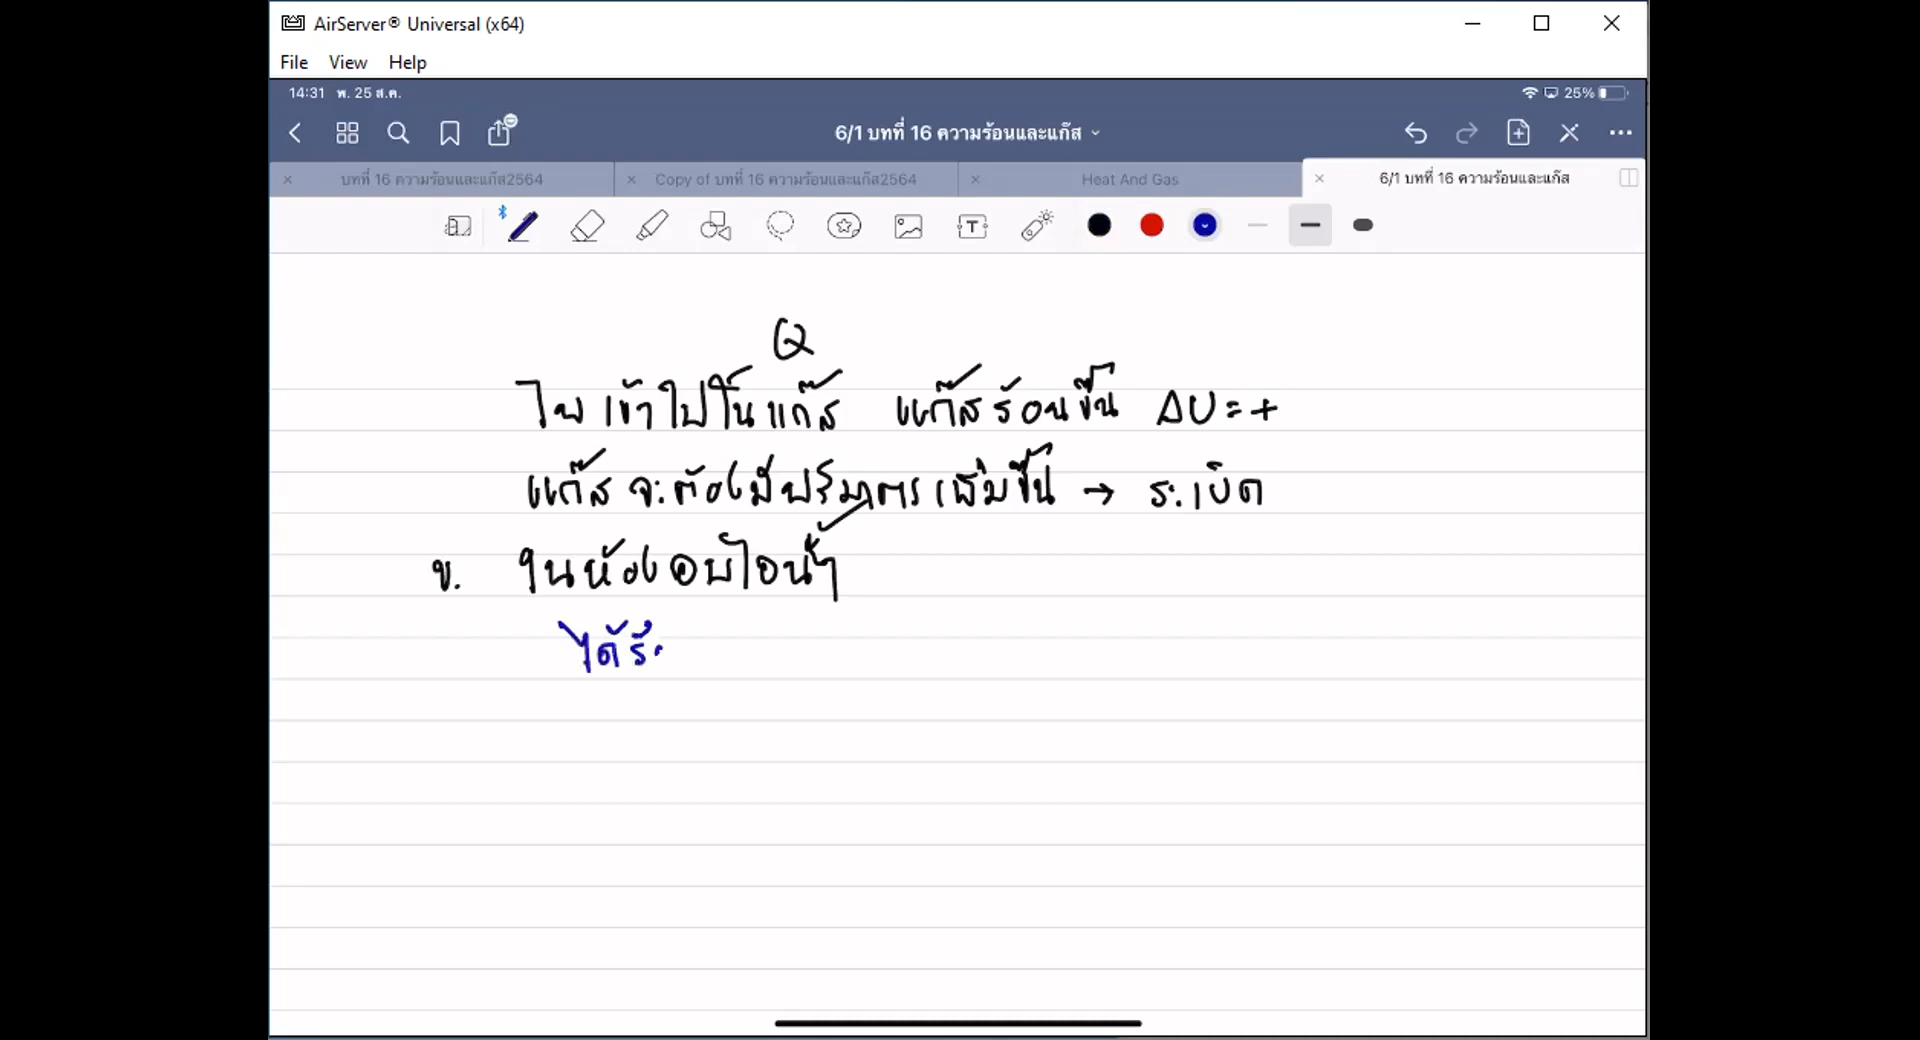 AirServer® Universal (x64)
File View Help
14:31 พ. 25 ส.ค. 25%
6/1 บทที่ 16 ความร้อนและแก๊ส
บทที่ 16 ความร้อนและแก๊ส2564 Copy of บทที่ 16 ความร้อนและแก๊ส2564 Heat And Gas 6/1 บทที่ 16 ความร้อนและแก๊ส
Q
เข้าไปในแก๊ส แก๊สร้อนขึ้น ΔU = +
แก๊สจะต้องมีปริมาตรเพิ่มขึ้น → ระเบิด
ข. ในห้องอบไอน้ำ